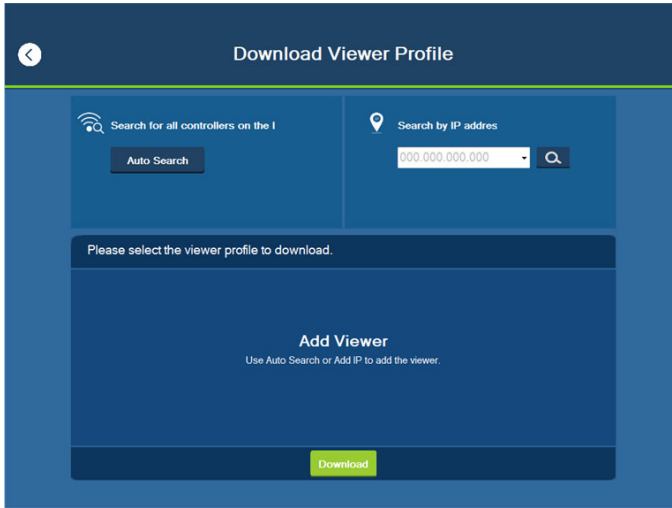 Download Viewer Profile
Search for all controllers on the I
Auto Search
Search by IP addres
000.000.000.000
Please select the viewer profile to download.
Add Viewer
Use Auto Search or Add IP to add the viewer.
Download